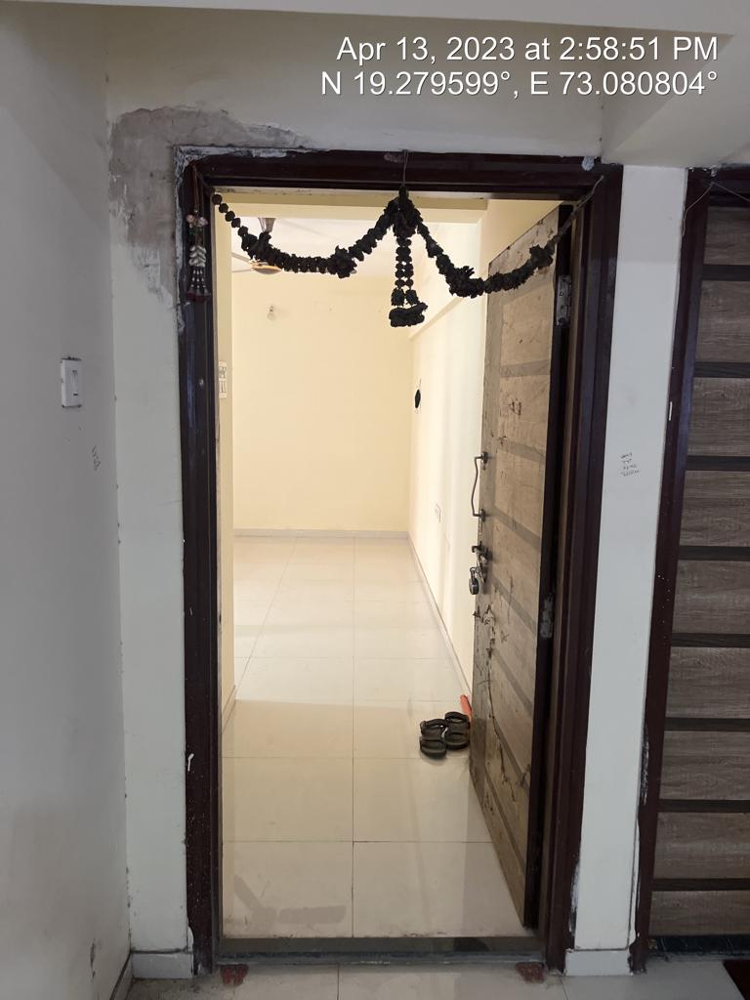 Apr 13, 2023 at 2:58:51 PM
N 19.279599°, E 73.080804°